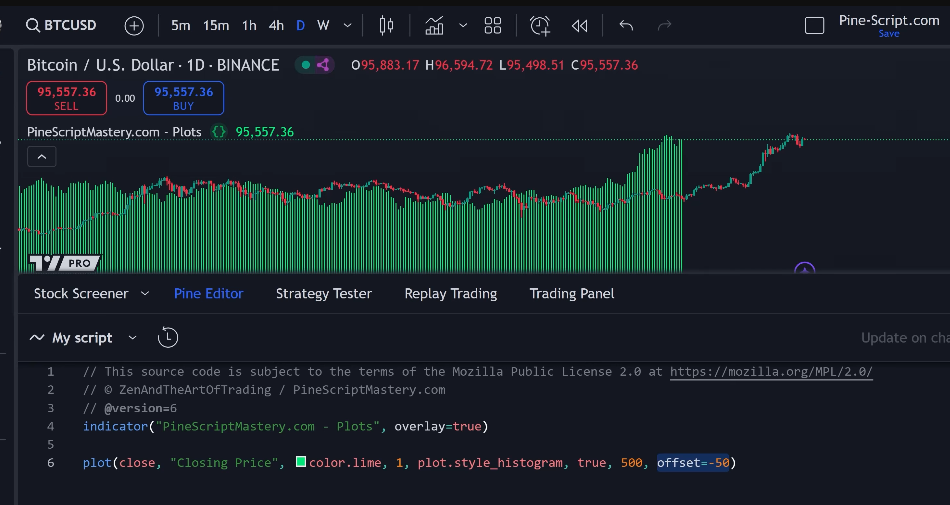 BTCUSD 5m 15m 1h 4h D W Pine-Script.com
Save
Bitcoin / U.S. Dollar · 1D · BINANCE O95,883.17 H96,594.72 L95,498.51 C95,557.36
95,557.36 0.00 95,557.36
SELL BUY
PineScriptMastery.com - Plots {} 95,557.36
PRO
Stock Screener Pine Editor Strategy Tester Replay Trading Trading Panel
My script Update on cha
1 // This source code is subject to the terms of the Mozilla Public License 2.0 at https://mozilla.org/MPL/2.0/
2 // © ZenAndTheArtOfTrading / PineScriptMastery.com
3 // @version=6
4 indicator("PineScriptMastery.com - Plots", overlay=true)
5
6 plot(close, "Closing Price", color.lime, 1, plot.style_histogram, true, 500, offset=-50)